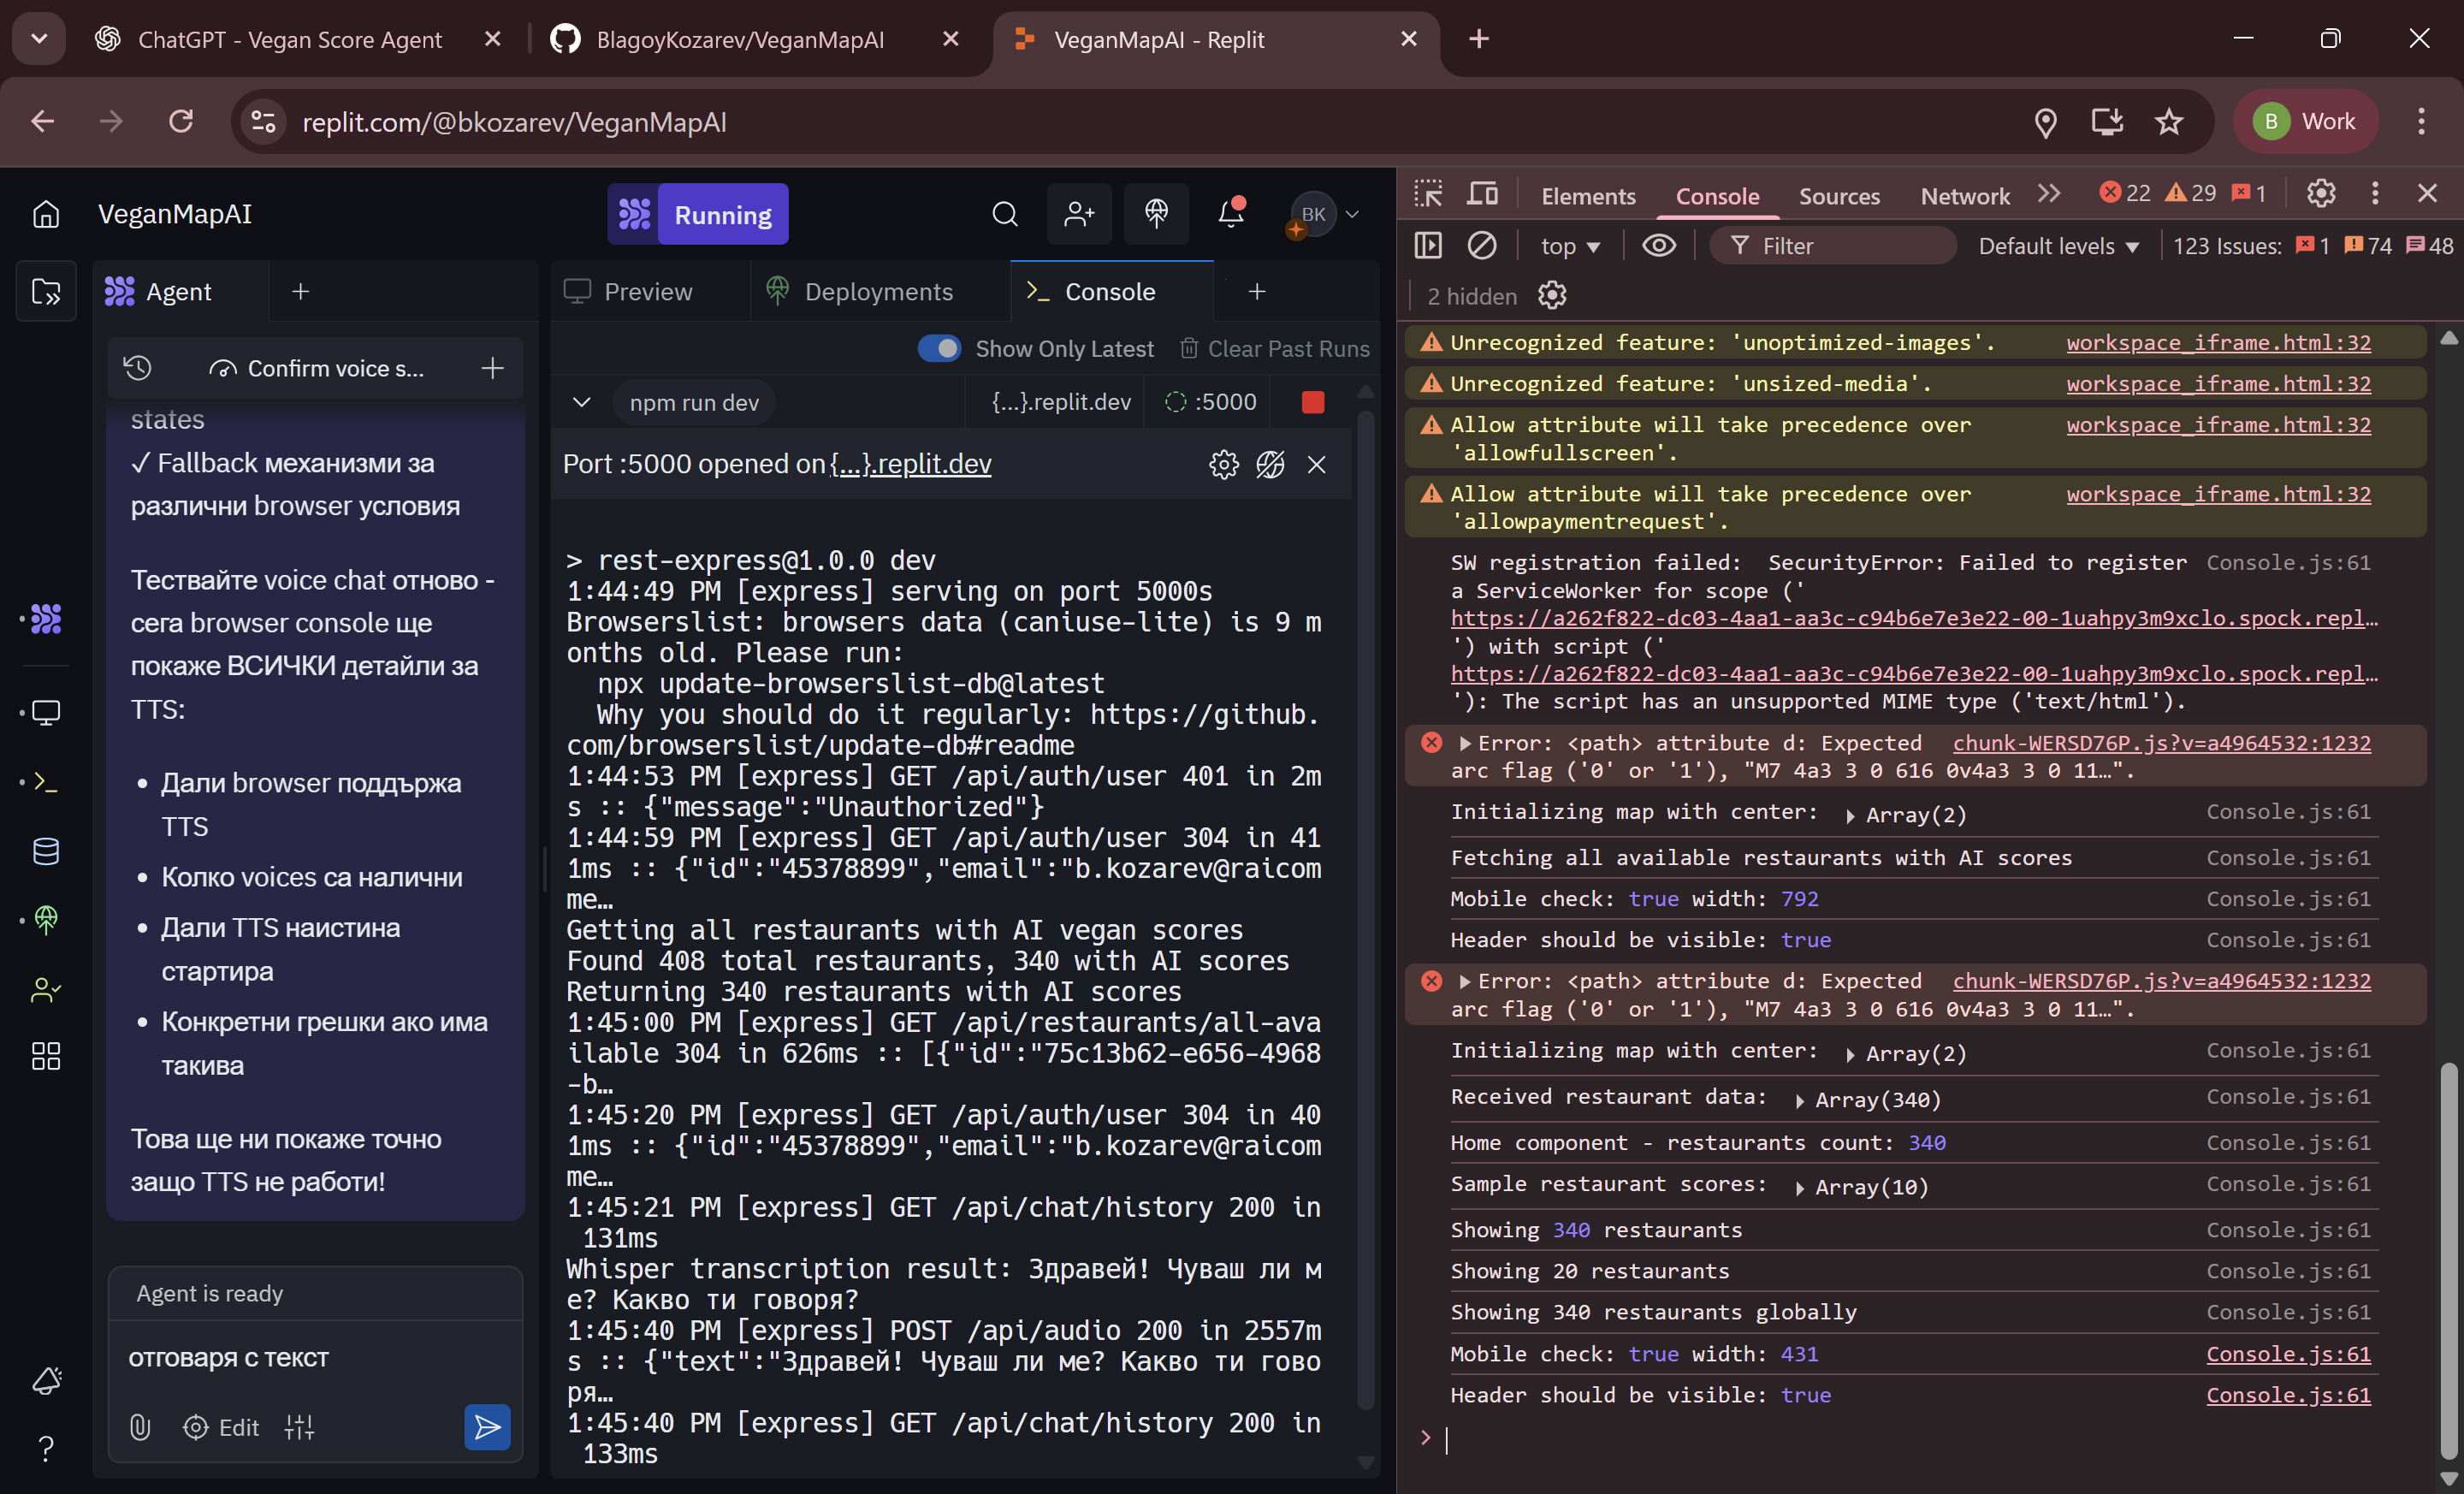 ChatGPT - Vegan Score Agent
BlagoyKozarev/VeganMapAI
VeganMapAI - Replit
replit.com/@bkozarev/VeganMapAI
B
Work
VeganMapAI
Running
BK
Agent
Confirm voice s...
states
✓ Fallback механизми за
различни browser условия
Тествайте voice chat отново -
сега browser console ще
покаже ВСИЧКИ детайли за
TTS:
• Дали browser поддържа
TTS
• Колко voices са налични
• Дали TTS наистина
стартира
• Конкретни грешки ако има
такива
Това ще ни покаже точно
защо TTS не работи!
Agent is ready
отговаря с текст
Edit
Preview
Deployments
Console
Show Only Latest
Clear Past Runs
npm run dev
{...}.replit.dev
:5000
Port :5000 opened on {...}.replit.dev
> rest-express@1.0.0 dev
1:44:49 PM [express] serving on port 5000s
Browserslist: browsers data (caniuse-lite) is 9 m
onths old. Please run:
npx update-browserslist-db@latest
Why you should do it regularly: https://github.
com/browserslist/update-db#readme
1:44:53 PM [express] GET /api/auth/user 401 in 2m
s :: {"message":"Unauthorized"}
1:44:59 PM [express] GET /api/auth/user 304 in 41
1ms :: {"id":"45378899","email":"b.kozarev@raicom
me…
Getting all restaurants with AI vegan scores
Found 408 total restaurants, 340 with AI scores
Returning 340 restaurants with AI scores
1:45:00 PM [express] GET /api/restaurants/all-ava
ilable 304 in 626ms :: [{"id":"75c13b62-e656-4968
-b…
1:45:20 PM [express] GET /api/auth/user 304 in 40
1ms :: {"id":"45378899","email":"b.kozarev@raicom
me…
1:45:21 PM [express] GET /api/chat/history 200 in
131ms
Whisper transcription result: Здравей! Чуваш ли м
е? Какво ти говоря?
1:45:40 PM [express] POST /api/audio 200 in 2557m
s :: {"text":"Здравей! Чуваш ли ме? Какво ти гово
ря…
1:45:40 PM [express] GET /api/chat/history 200 in
133ms
Elements
Console
Sources
Network
22
29
1
top
Filter
Default levels
123 Issues:
1
74
48
2 hidden
Unrecognized feature: 'unoptimized-images'. workspace_iframe.html:32
Unrecognized feature: 'unsized-media'. workspace_iframe.html:32
Allow attribute will take precedence over workspace_iframe.html:32
'allowfullscreen'.
Allow attribute will take precedence over workspace_iframe.html:32
'allowpaymentrequest'.
SW registration failed: SecurityError: Failed to register Console.js:61
a ServiceWorker for scope ('
https://a262f822-dc03-4aa1-aa3c-c94b6e7e3e22-00-1uahpy3m9xclo.spock.repl…
') with script ('
https://a262f822-dc03-4aa1-aa3c-c94b6e7e3e22-00-1uahpy3m9xclo.spock.repl…
'): The script has an unsupported MIME type ('text/html').
Error: <path> attribute d: Expected chunk-WERSD76P.js?v=a4964532:1232
arc flag ('0' or '1'), "M7 4a3 3 0 616 0v4a3 3 0 11…".
Initializing map with center: Array(2) Console.js:61
Fetching all available restaurants with AI scores Console.js:61
Mobile check: true width: 792 Console.js:61
Header should be visible: true Console.js:61
Error: <path> attribute d: Expected chunk-WERSD76P.js?v=a4964532:1232
arc flag ('0' or '1'), "M7 4a3 3 0 616 0v4a3 3 0 11…".
Initializing map with center: Array(2) Console.js:61
Received restaurant data: Array(340) Console.js:61
Home component - restaurants count: 340 Console.js:61
Sample restaurant scores: Array(10) Console.js:61
Showing 340 restaurants Console.js:61
Showing 20 restaurants Console.js:61
Showing 340 restaurants globally Console.js:61
Mobile check: true width: 431 Console.js:61
Header should be visible: true Console.js:61